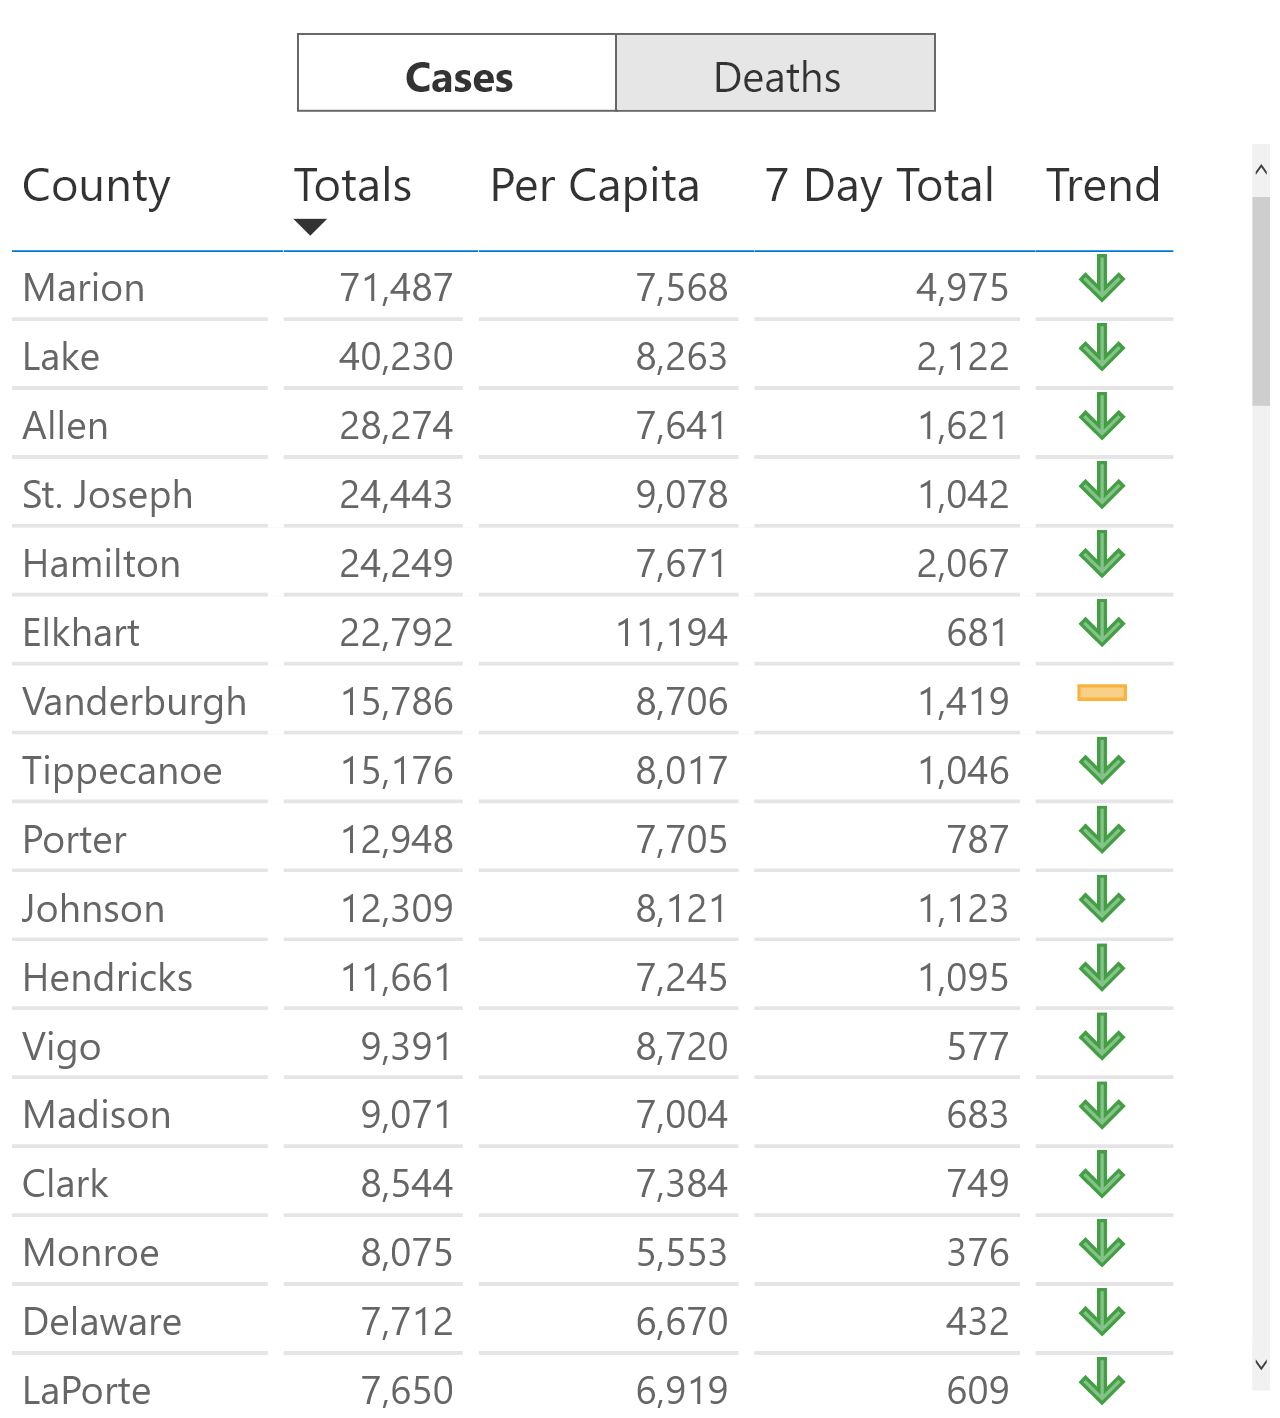 Cases Deaths
County Totals Per Capita 7 Day Total Trend
Marion 71,487 7,568 4,975
Lake 40,230 8,263 2,122
Allen 28,274 7,641 1,621
St. Joseph 24,443 9,078 1,042
Hamilton 24,249 7,671 2,067
Elkhart 22,792 11,194 681
Vanderburgh 15,786 8,706 1,419
Tippecanoe 15,176 8,017 1,046
Porter 12,948 7,705 787
Johnson 12,309 8,121 1,123
Hendricks 11,661 7,245 1,095
Vigo 9,391 8,720 577
Madison 9,071 7,004 683
Clark 8,544 7,384 749
Monroe 8,075 5,553 376
Delaware 7,712 6,670 432
LaPorte 7,650 6,919 609